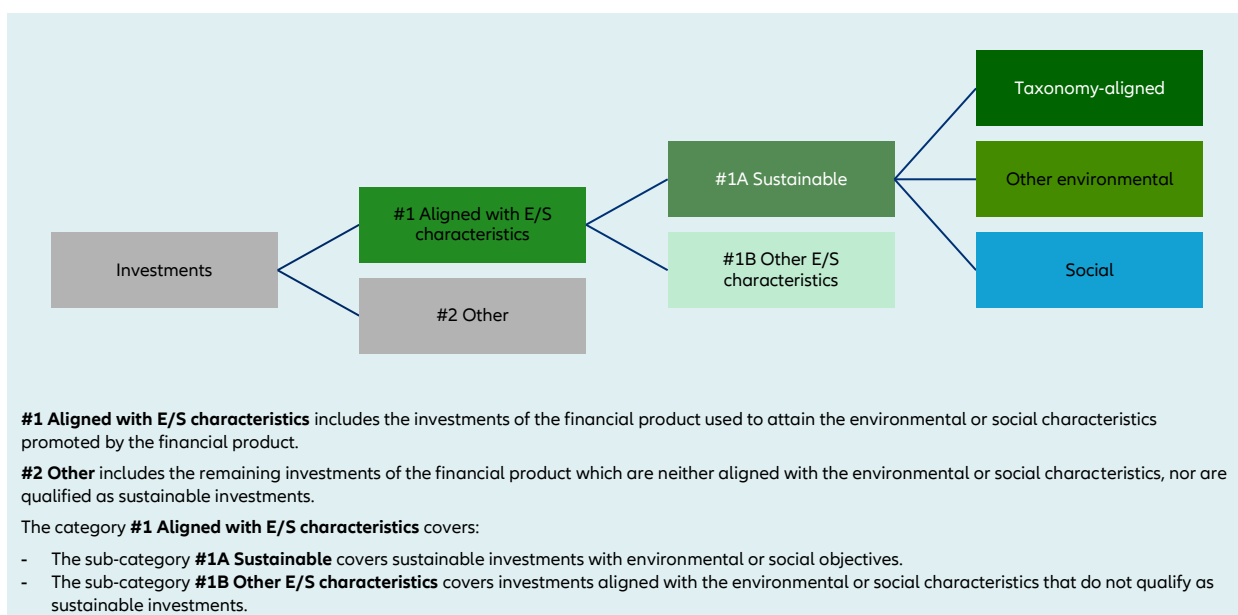 Taxonomy-aligned
#1A Sustainable
Other environmental
#1 Aligned with E/S
characteristics
Investments
#1B Other E/S
characteristics
Social
#2 Other
#1 Aligned with E/S characteristics includes the investments of the financial product used to attain the environmental or social characteristics
promoted by the financial product.
#2 Other includes the remaining investments of the financial product which are neither aligned with the environmental or social characteristics, nor are
qualified as sustainable investments.
The category #1 Aligned with E/S characteristics covers:
- The sub-category #1A Sustainable covers sustainable investments with environmental or social objectives.
- The sub-category #1B Other E/S characteristics covers investments aligned with the environmental or social characteristics that do not qualify as
sustainable investments.